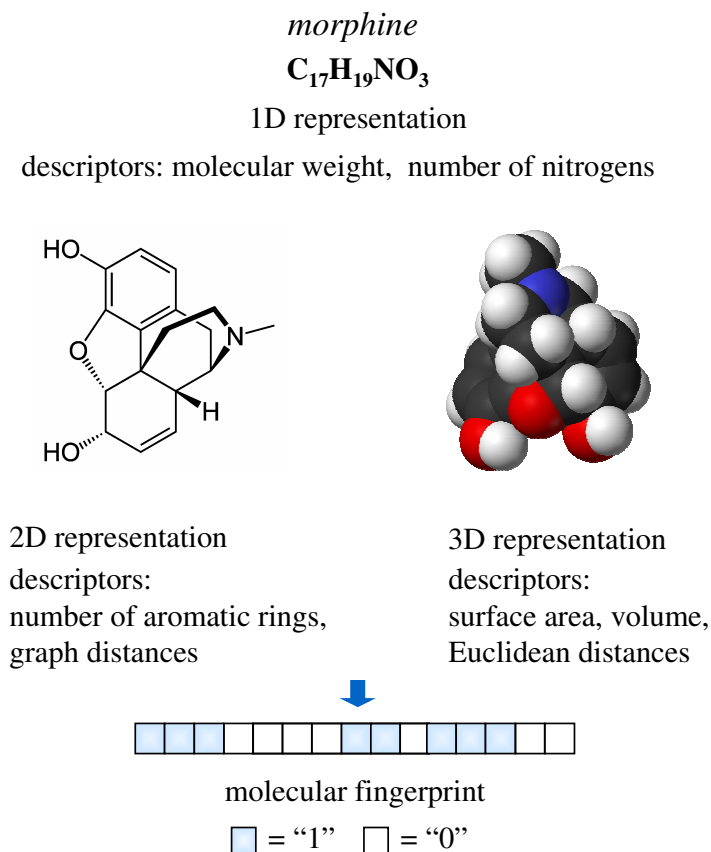 morphine
C₁₇H₁₉NO₃
1D representation
descriptors: molecular weight, number of nitrogens
HO
O
N
H
HO
2D representation
descriptors:
number of aromatic rings,
graph distances
3D representation
descriptors:
surface area, volume,
Euclidean distances
molecular fingerprint
= “1” = “0”